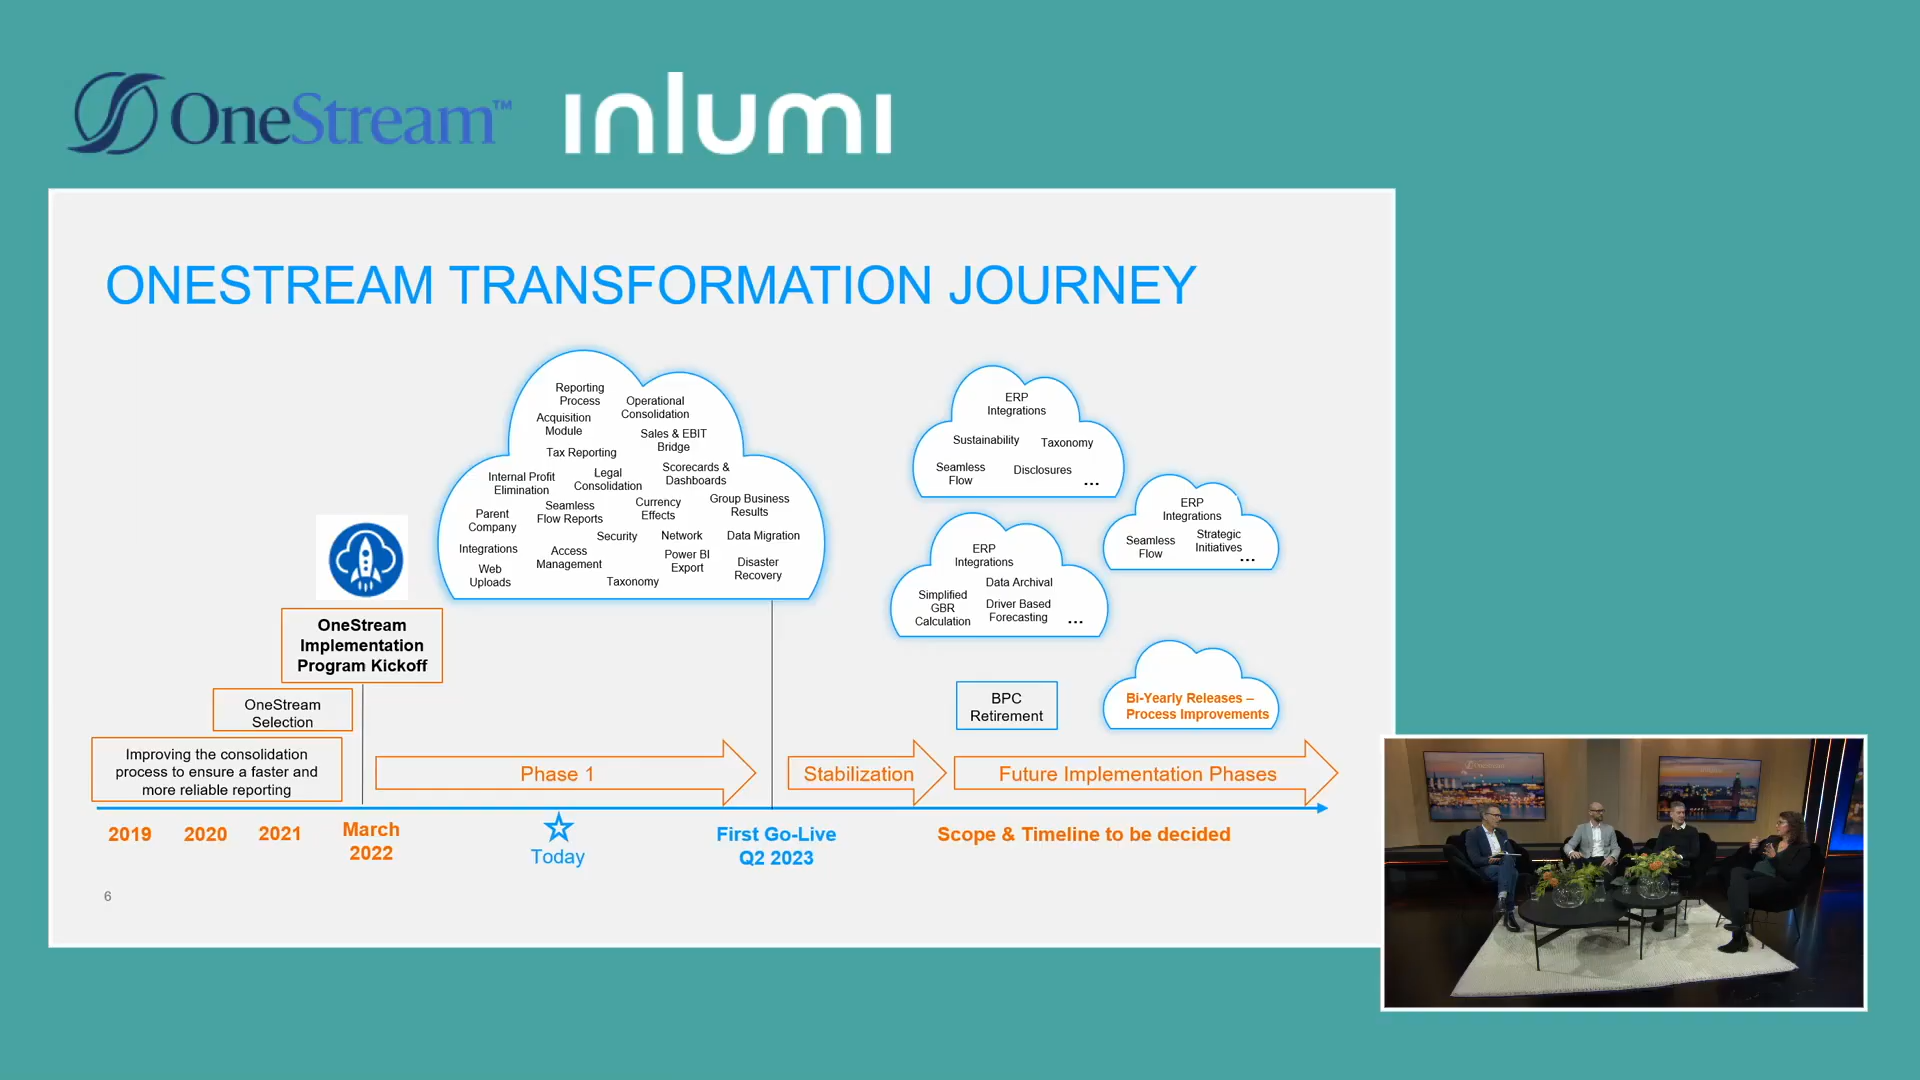 OneStream™
inlumi
ONESTREAM TRANSFORMATION JOURNEY
Reporting
Process
Operational
Consolidation
Acquisition
Module
Sales & EBIT
Bridge
Tax Reporting
Internal Profit
Elimination
Legal
Consolidation
Scorecards &
Dashboards
Parent
Company
Seamless
Flow Reports
Currency
Effects
Group Business
Results
Security
Network
Data Migration
Integrations
Access
Management
Power BI
Export
Disaster
Recovery
Web
Uploads
Taxonomy
ERP
Integrations
Sustainability
Taxonomy
Seamless
Flow
Disclosures
...
ERP
Integrations
Seamless
Flow
Strategic
Initiatives
...
ERP
Integrations
Data Archival
Simplified
GBR
Calculation
Driver Based
Forecasting
...
OneStream
Implementation
Program Kickoff
OneStream
Selection
Improving the consolidation
process to ensure a faster and
more reliable reporting
BPC
Retirement
Bi-Yearly Releases –
Process Improvements
Phase 1
Stabilization
Future Implementation Phases
2019
2020
2021
March
2022
Today
First Go-Live
Q2 2023
Scope & Timeline to be decided
6